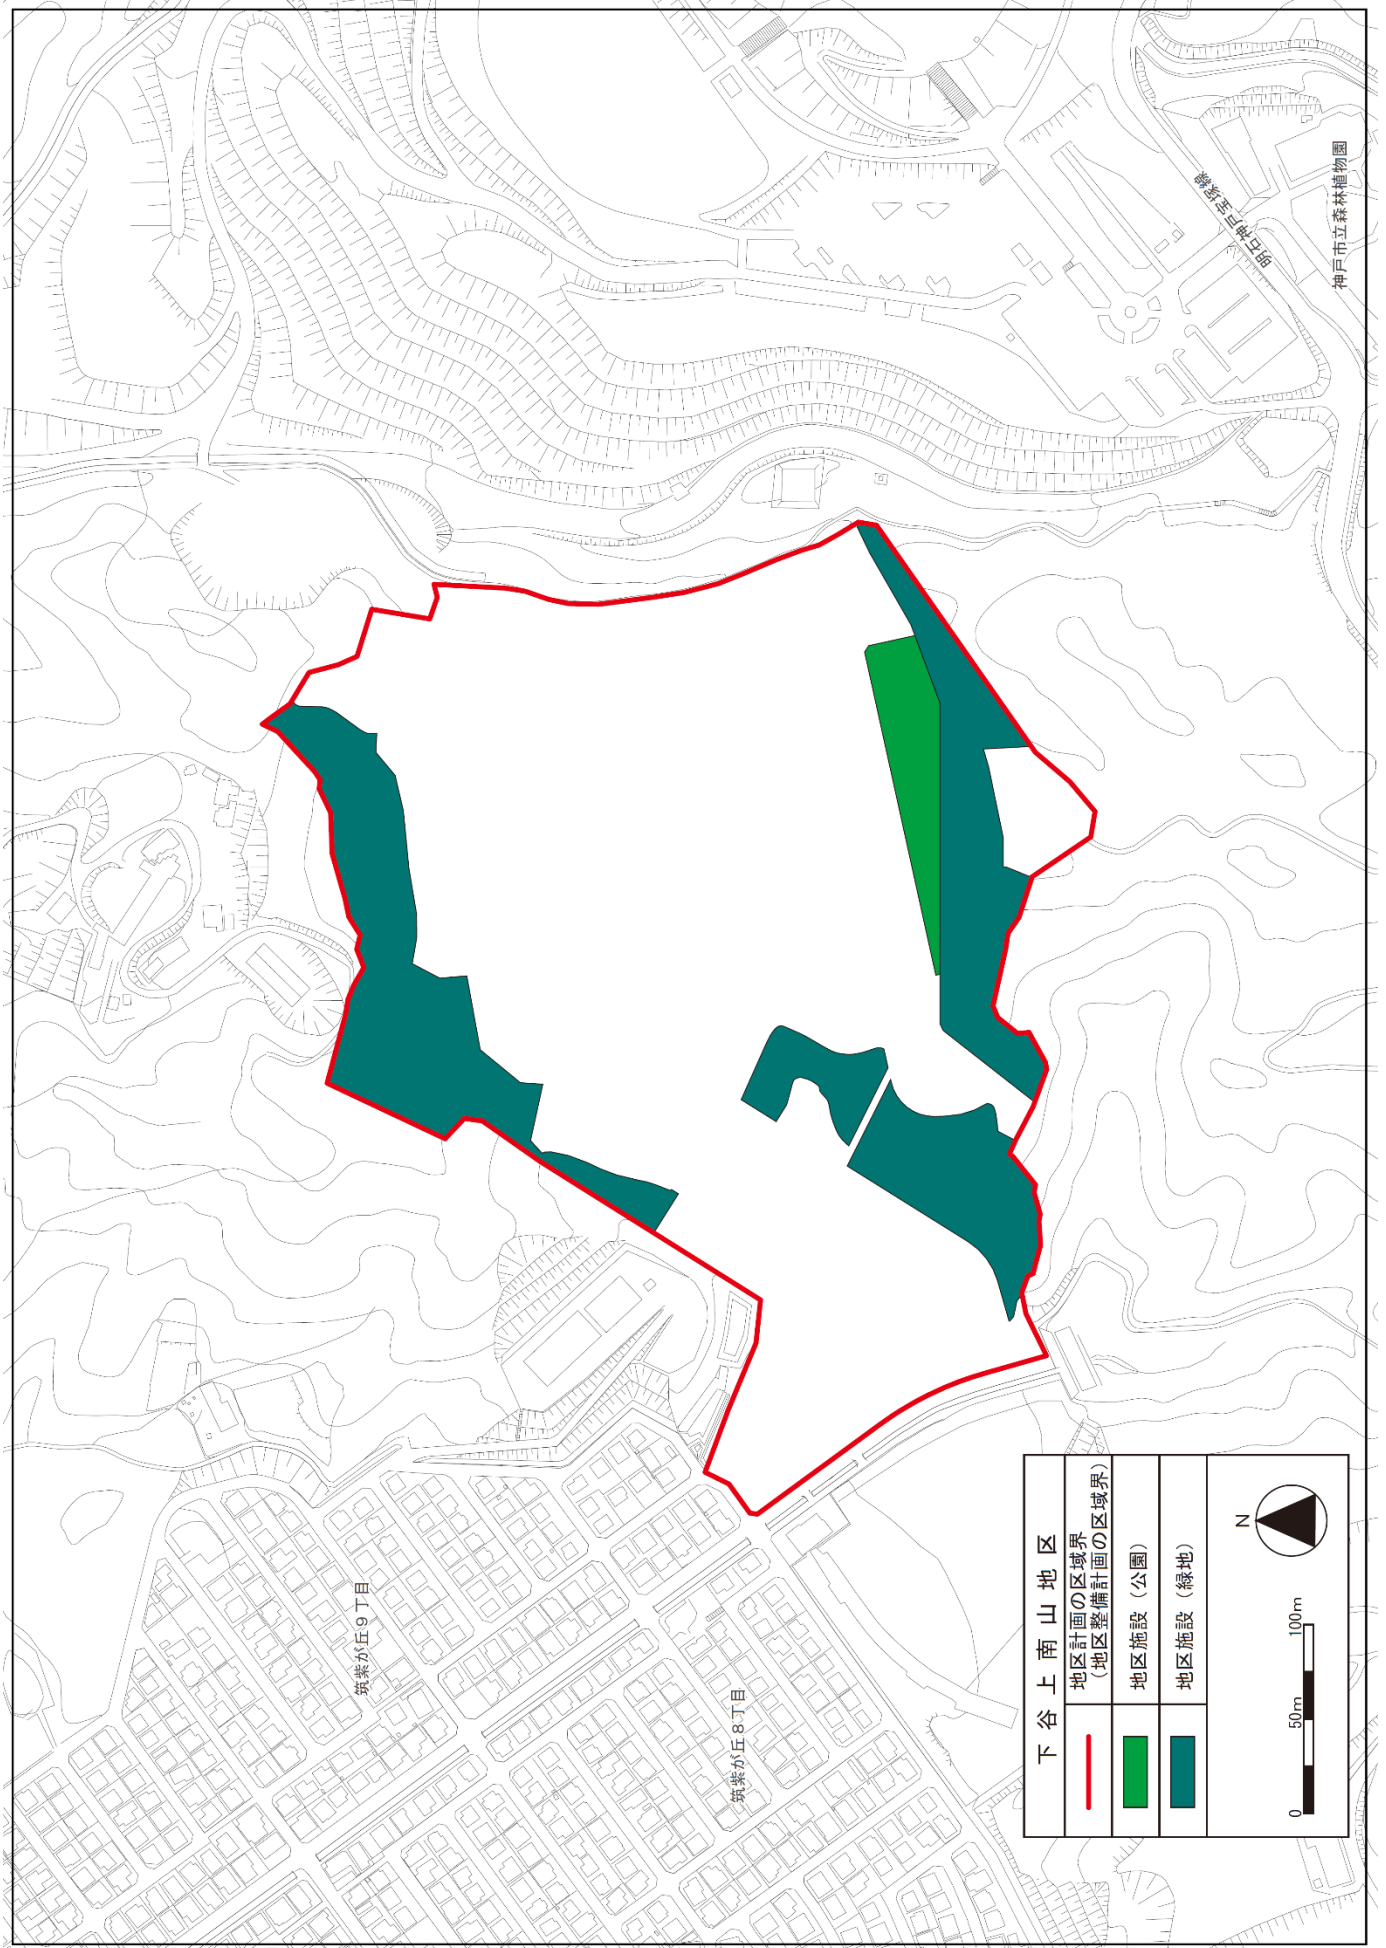 神戸市立森林植物園
明石神戸宝塚線
筑紫が丘9丁目
筑紫が丘8丁目
下谷上南山地区
地区計画の区域界
(地区整備計画の区域界)
地区施設（公園）
地区施設（緑地）
N
0 50m 100m